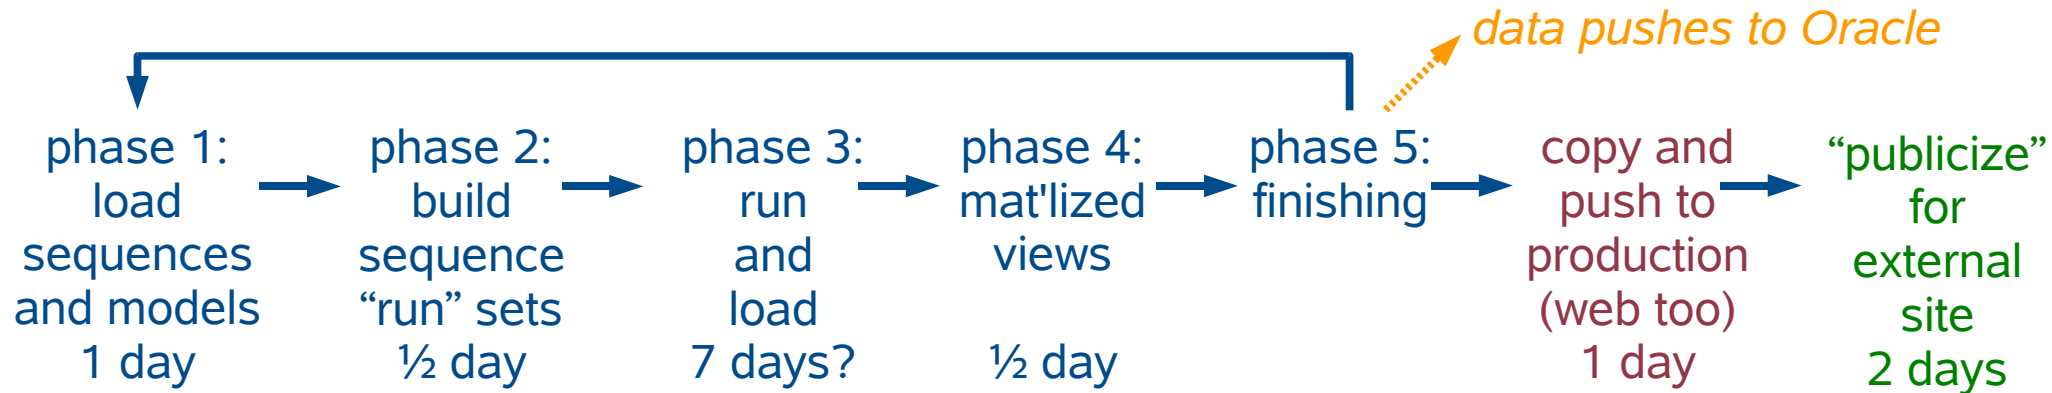 data pushes to Oracle
phase 1:
load
sequences
and models
1 day
phase 2:
build
sequence
“run” sets
½ day
phase 3:
run
and
load
7 days?
phase 4:
mat'lized
views
½ day
phase 5:
finishing
copy and
push to
production
(web too)
1 day
“publicize”
for
external
site
2 days